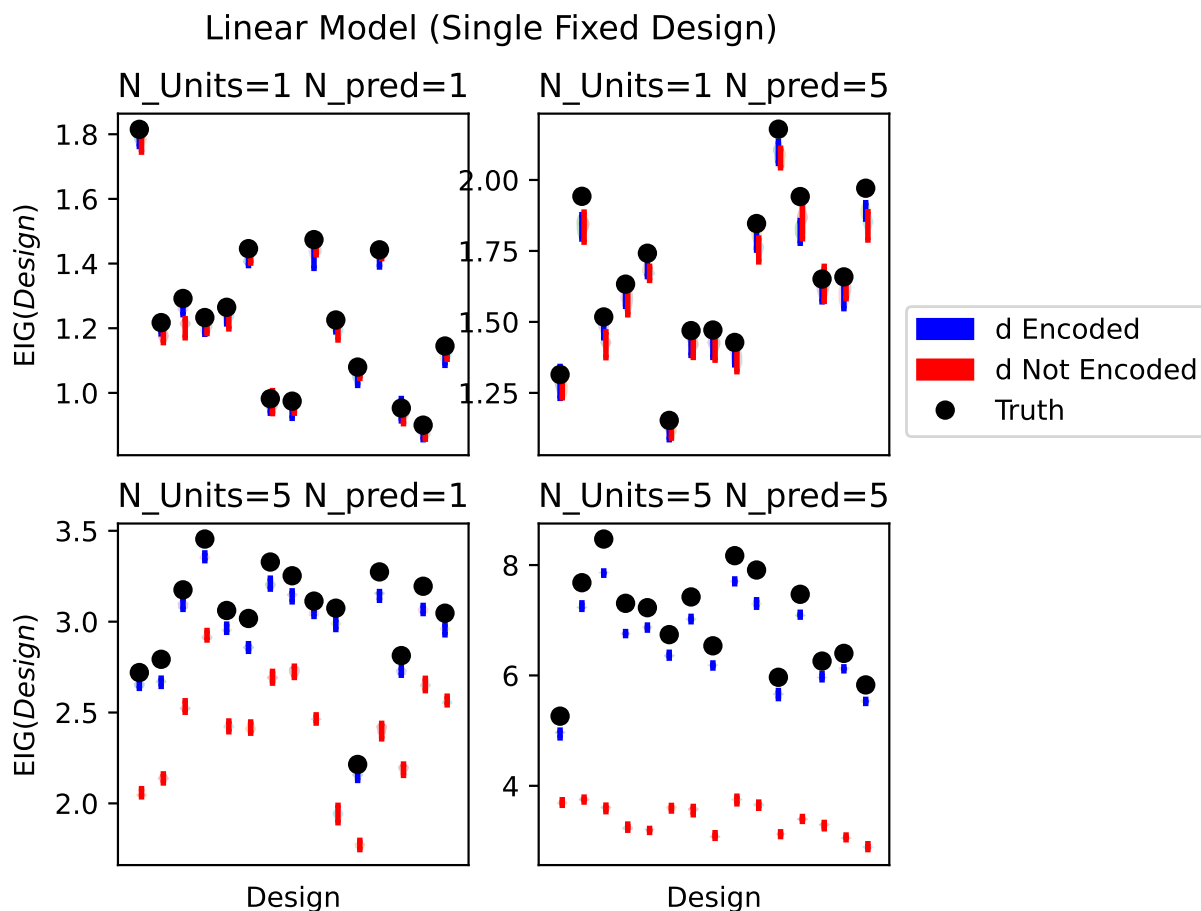 Linear Model (Single Fixed Design)
N_Units=1 N_pred=1
N_Units=1 N_pred=5
EIG(Design)
1.8
1.6
1.4
1.2
1.0
2.00
1.75
1.50
1.25
d Encoded
d Not Encoded
Truth
N_Units=5 N_pred=1
N_Units=5 N_pred=5
EIG(Design)
3.5
3.0
2.5
2.0
8
6
4
Design
Design